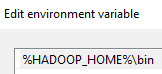 Edit environment variable
%HADOOP_HOME%\bin